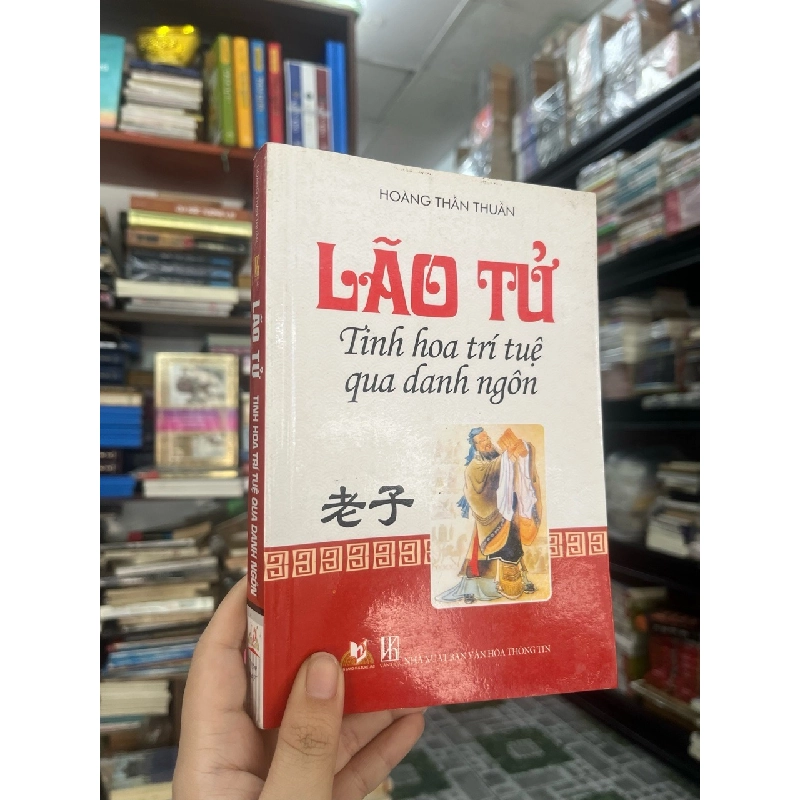 HOÀNG THÂN THUẬN
LÃO TỬ
Tinh hoa trí tuệ
qua danh ngôn
老子
NHÀ XUẤT BẢN VĂN HÓA THÔNG TIN
LÃO TỬ TINH HOA TRÍ TUỆ QUA DANH NGÔN